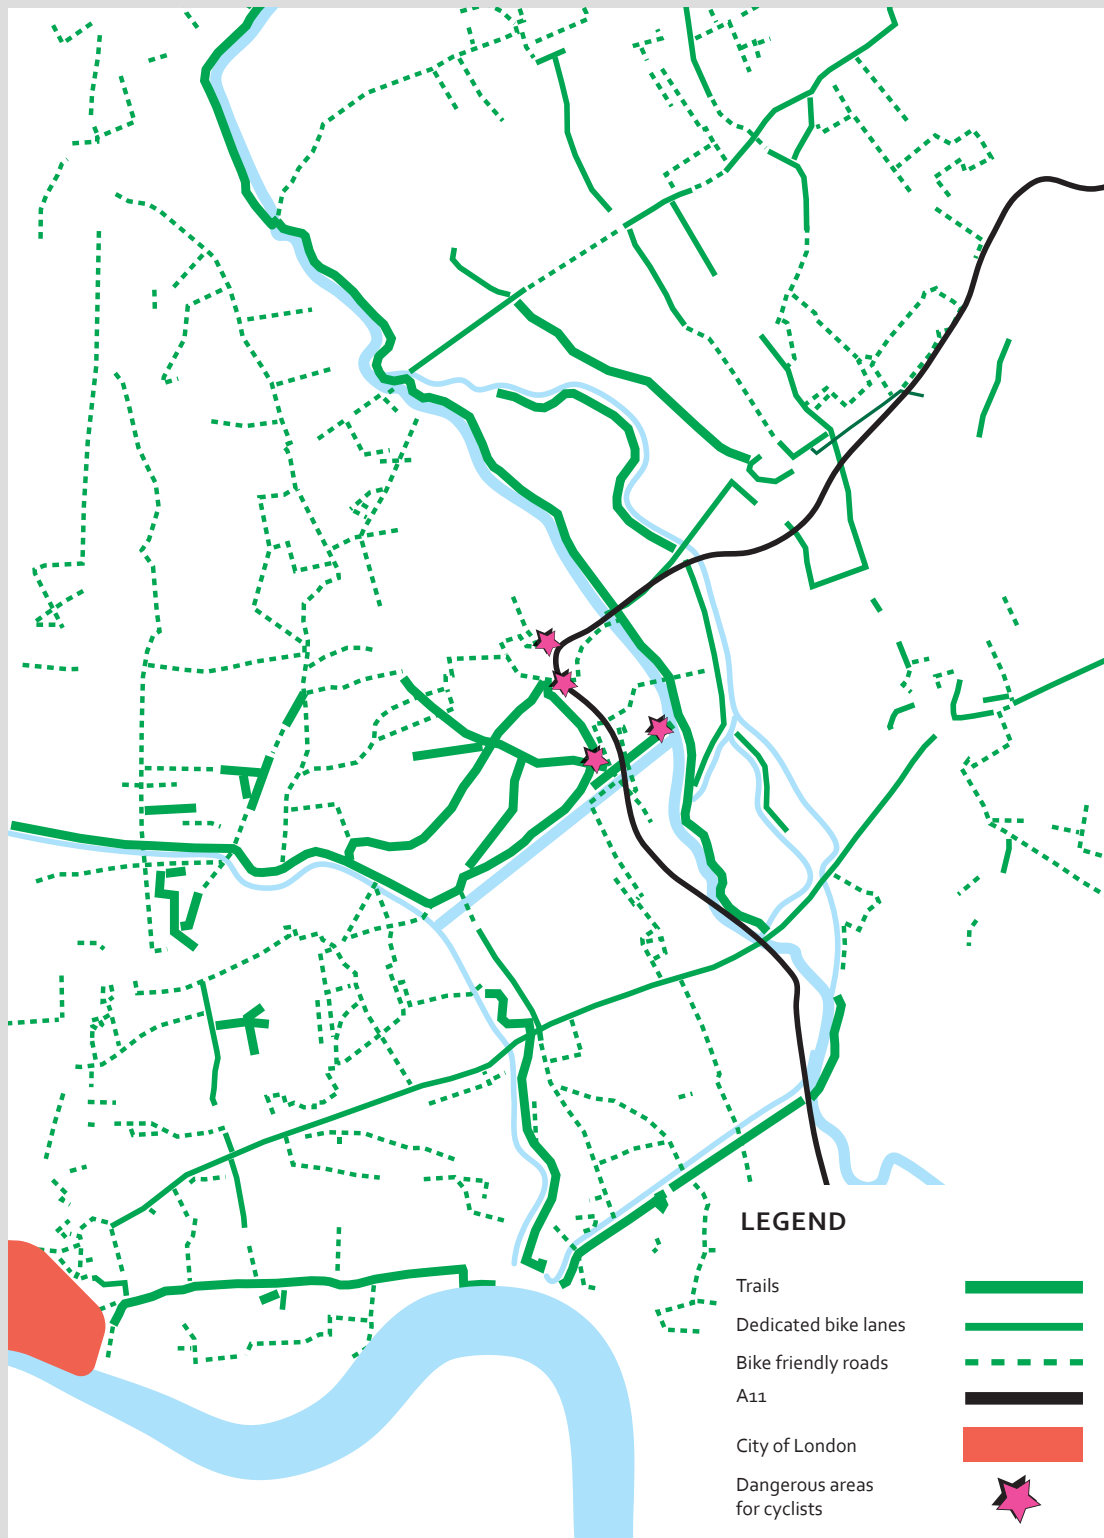 LEGEND
Trails
Dedicated bike lanes
Bike friendly roads
A11
City of London
Dangerous areas
for cyclists